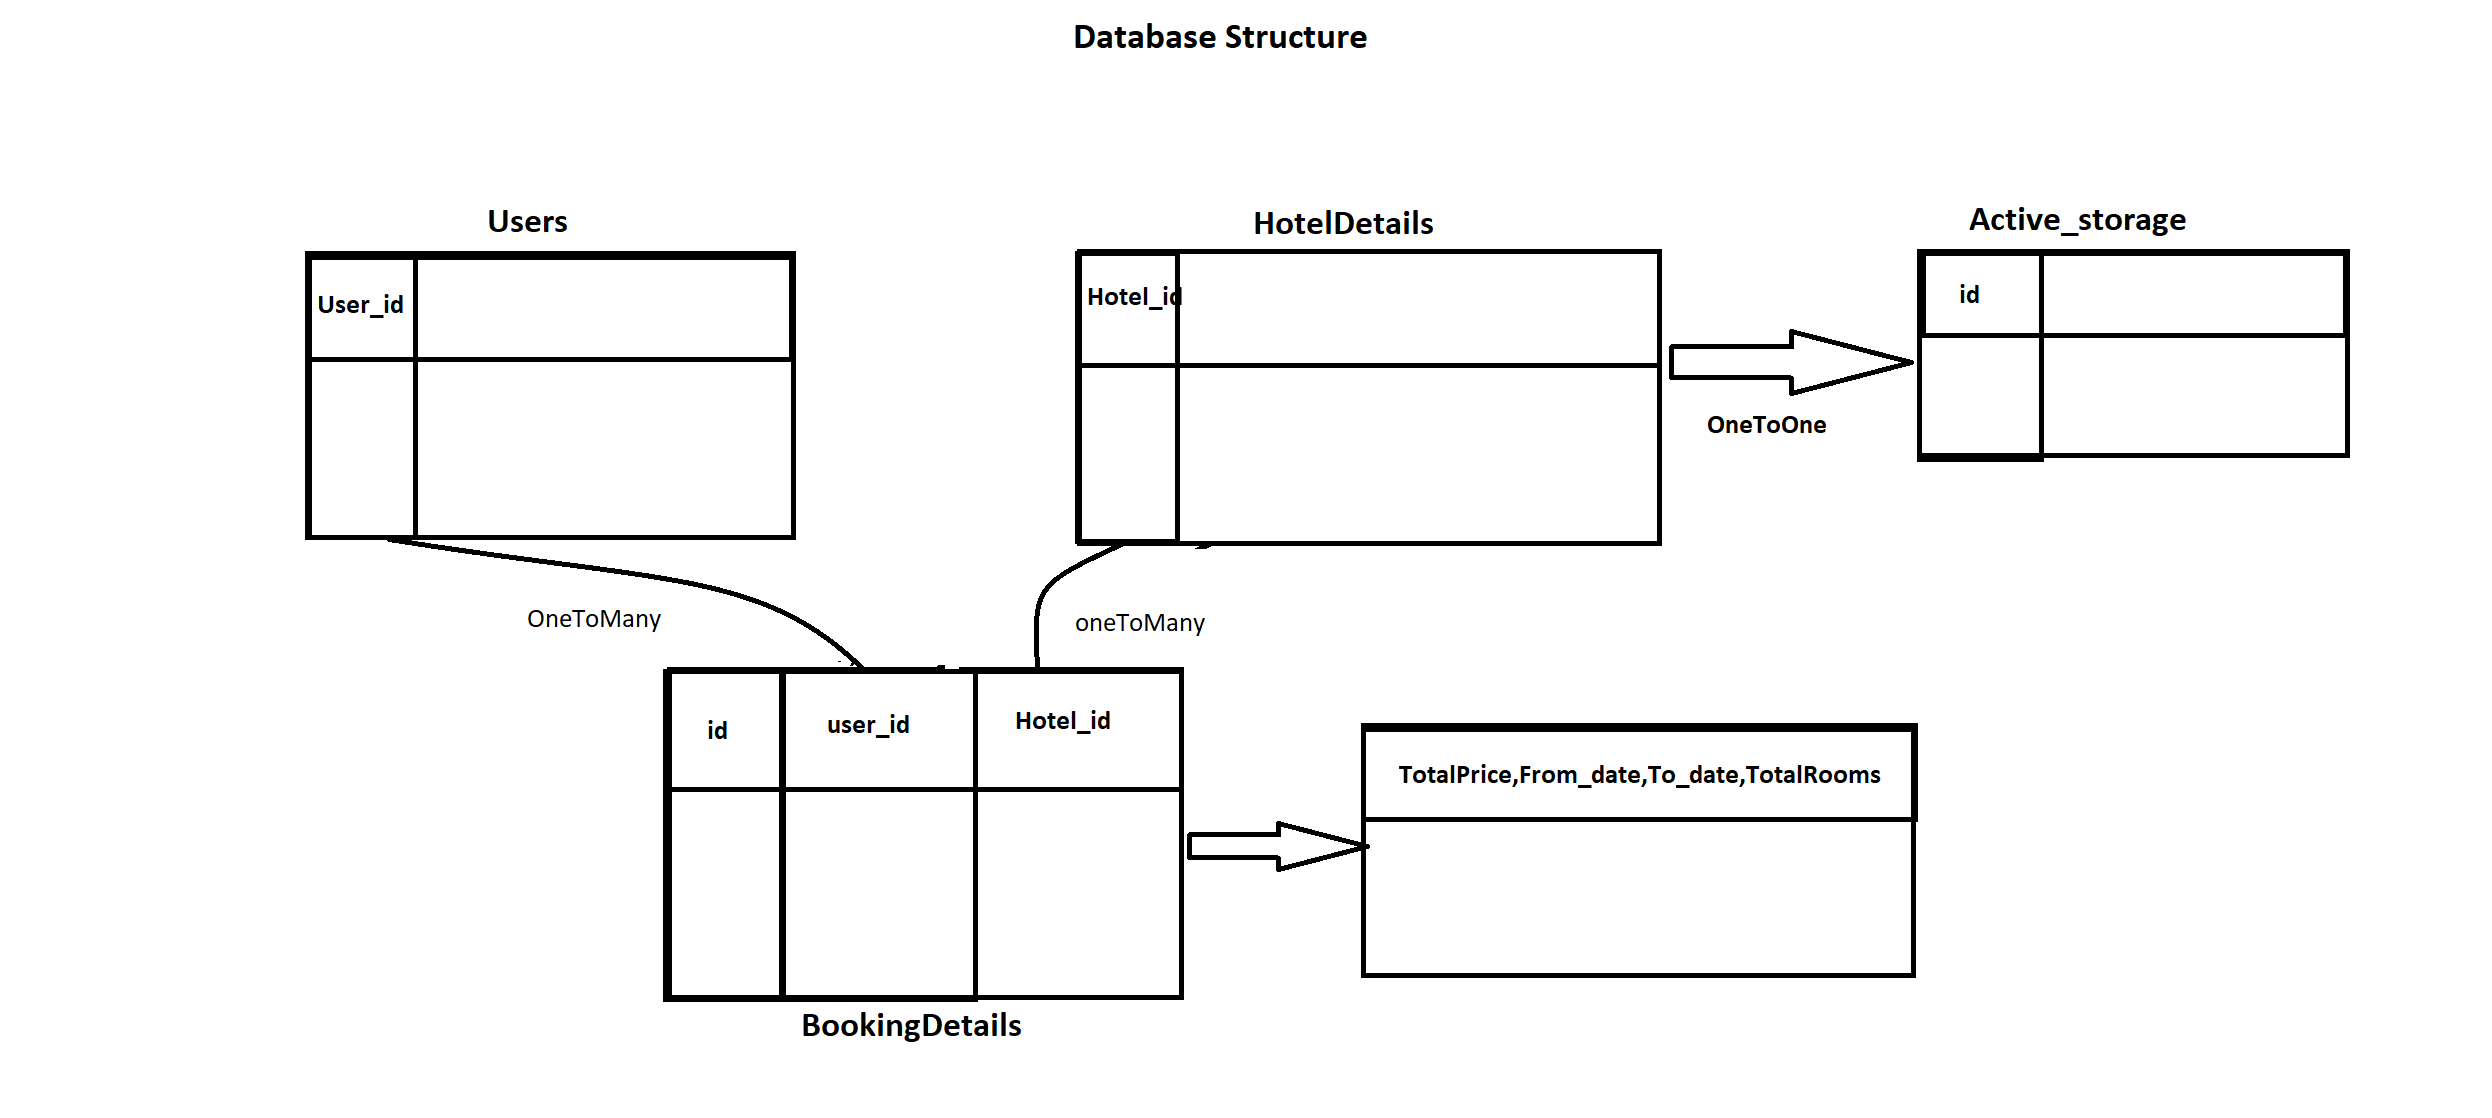 Database Structure
Users
HotelDetails
Active_storage
User_id
Hotel_id
id
OneToOne
OneToMany
oneToMany
id
user_id
Hotel_id
TotalPrice,From_date,To_date,TotalRooms
BookingDetails